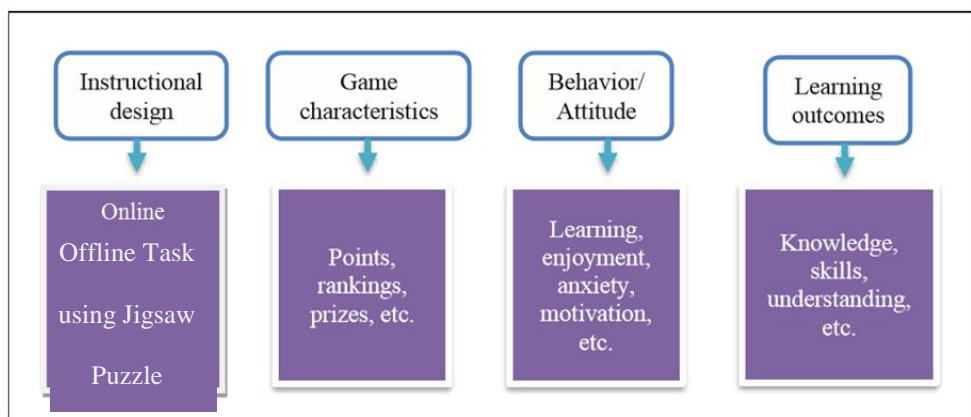 Instructional
design
Game
characteristics
Behavior/
Attitude
Learning
outcomes
Online
Offline Task
using Jigsaw
Puzzle
Points,
rankings,
prizes, etc.
Learning,
enjoyment,
anxiety,
motivation,
etc.
Knowledge,
skills,
understanding,
etc.